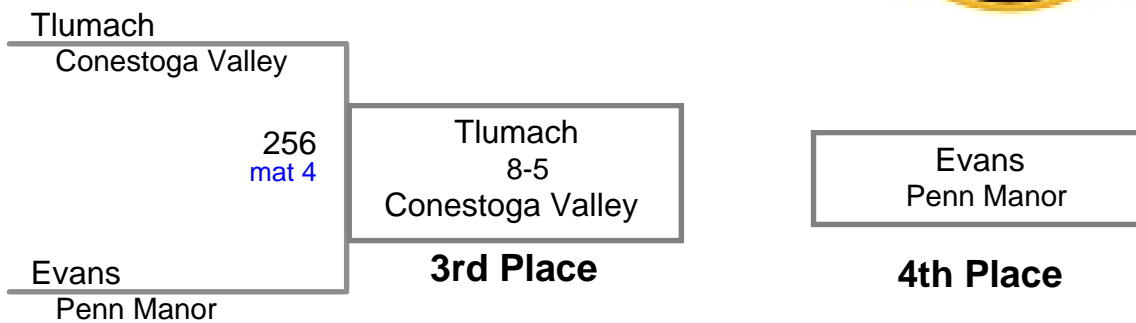 Tlumach
Conestoga Valley
256
mat 4
Tlumach
8-5
Conestoga Valley
3rd Place
Evans
Penn Manor
Evans
Penn Manor
4th Place